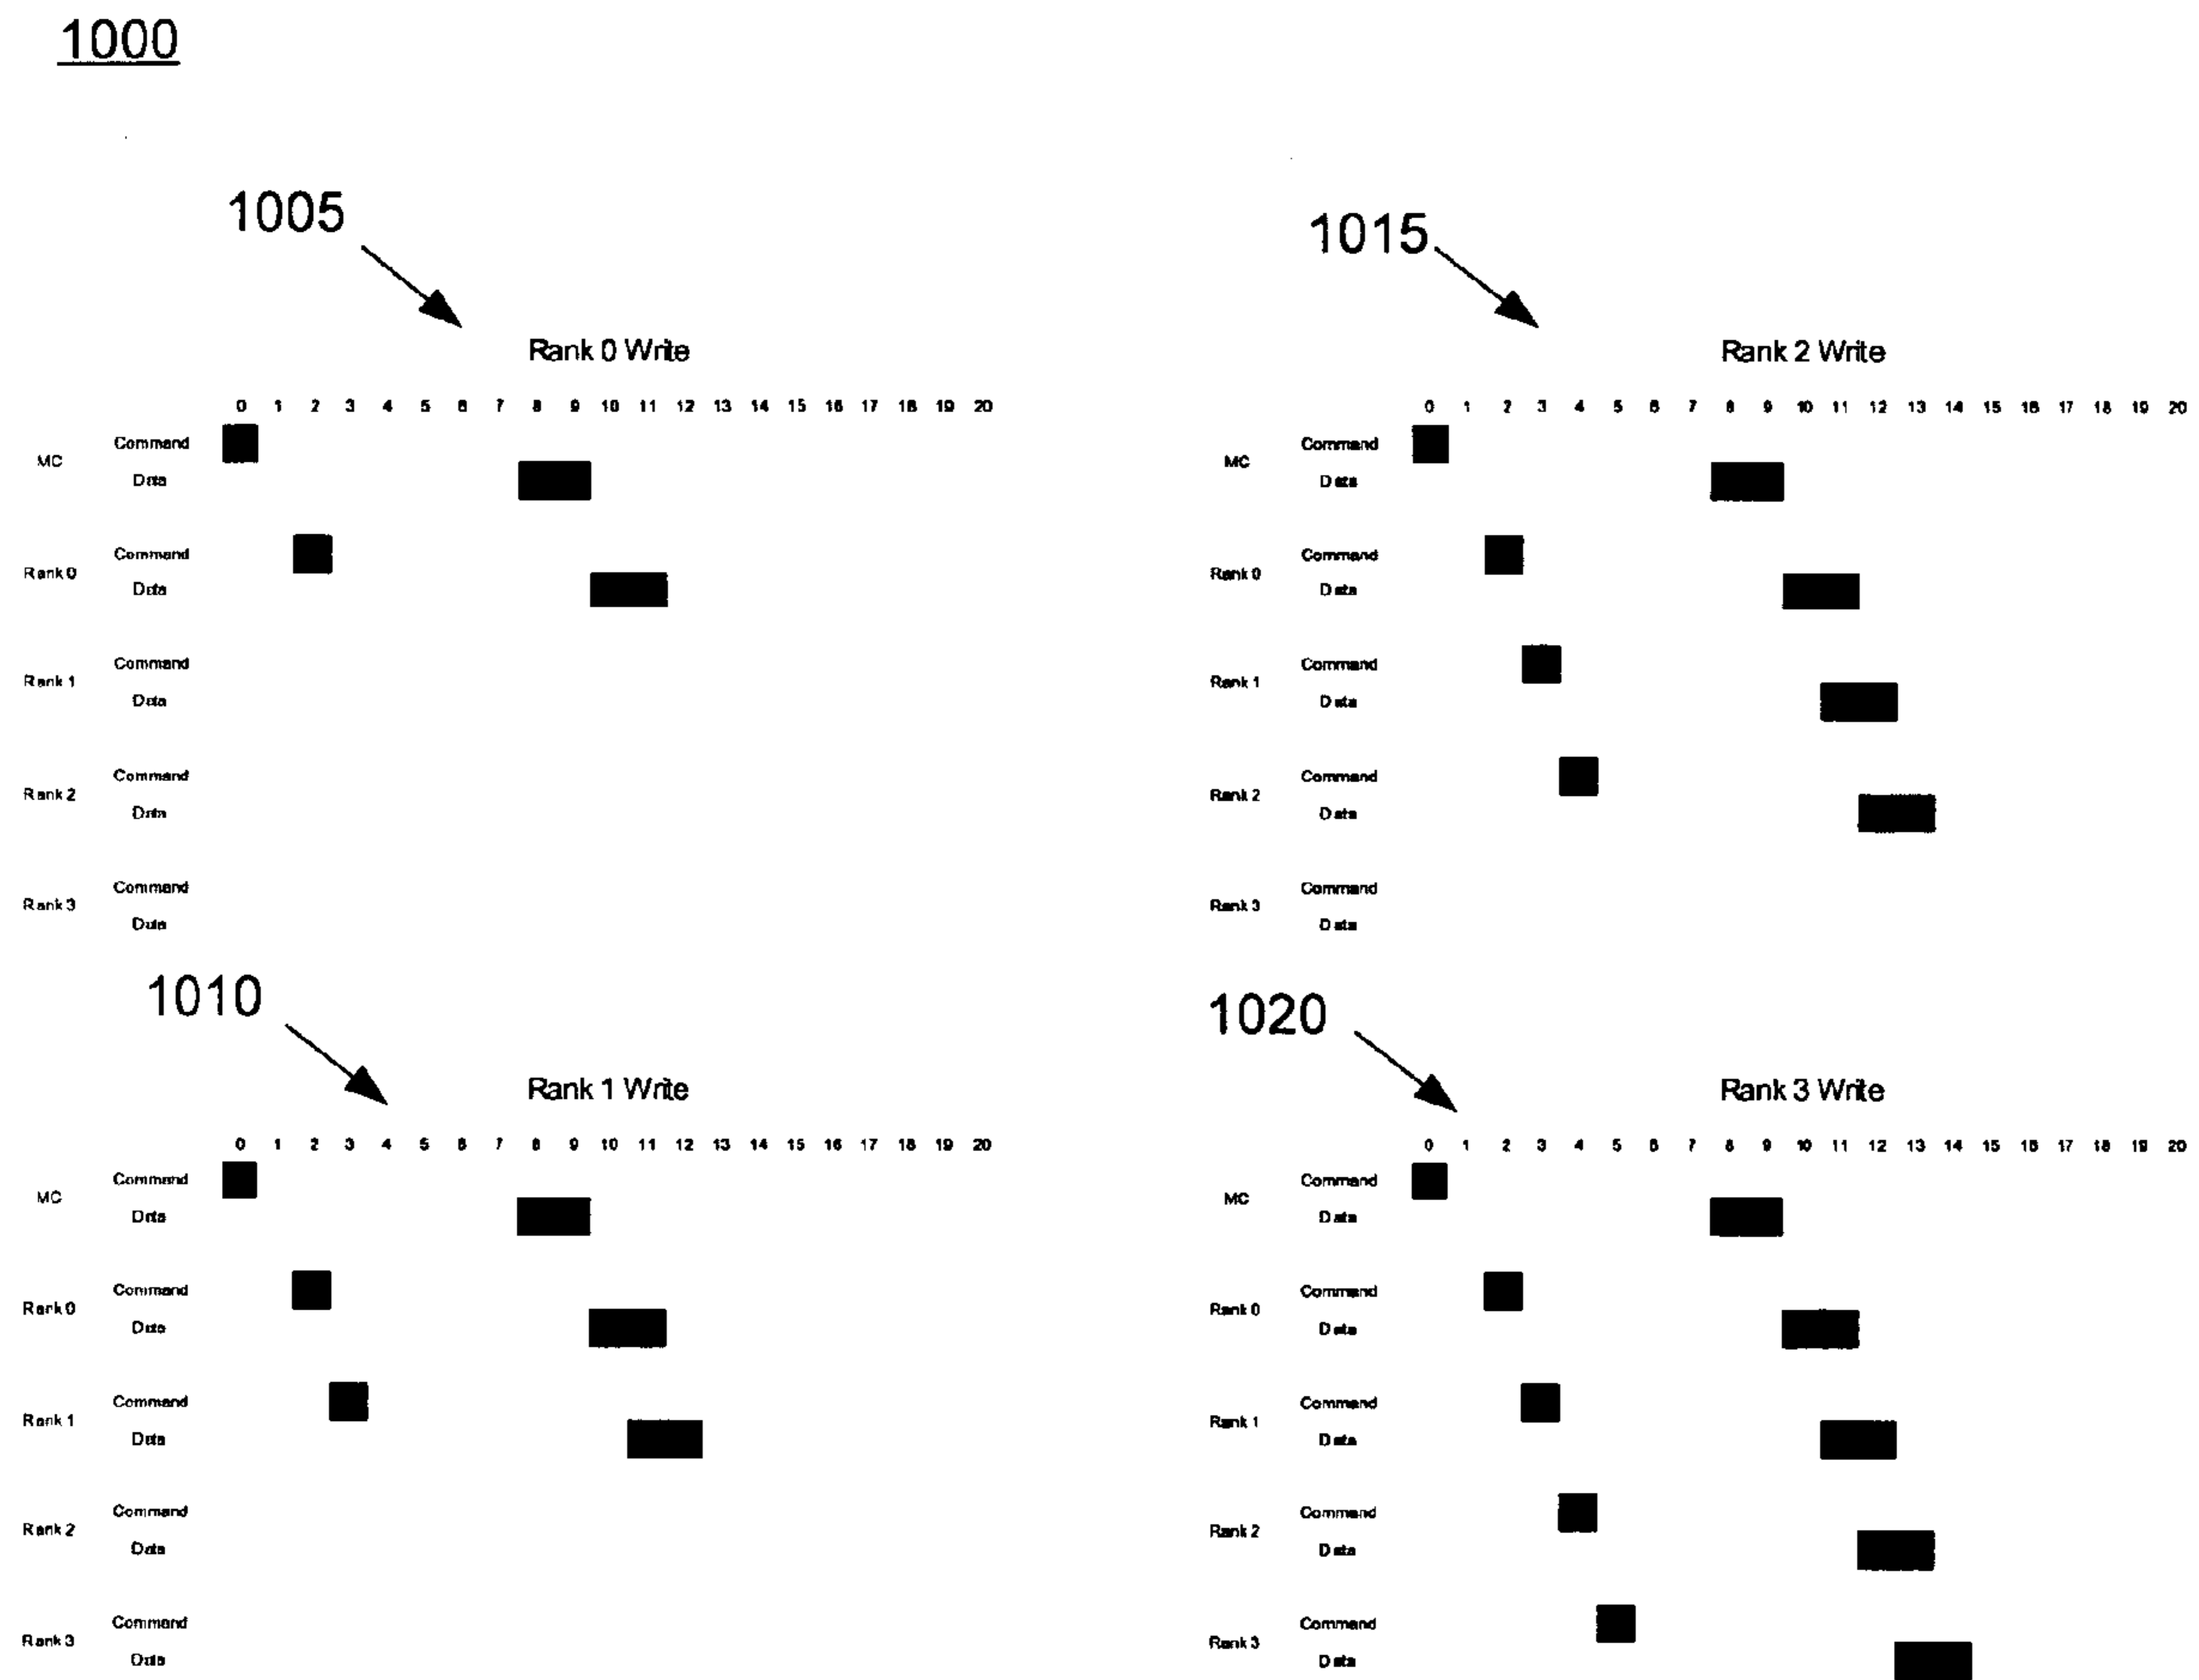 1000
1005
Rank 0 Write
0 1 2 3 4 5 6 7 8 9 10 11 12 13 14 15 16 17 18 19 20
MC
Command
Data
Rank 0
Command
Data
Rank 1
Command
Data
Rank 2
Command
Data
Rank 3
Command
Data
1015
Rank 2 Write
0 1 2 3 4 5 6 7 8 9 10 11 12 13 14 15 16 17 18 19 20
MC
Command
Data
Rank 0
Command
Data
Rank 1
Command
Data
Rank 2
Command
Data
Rank 3
Command
Data
1010
Rank 1 Write
0 1 2 3 4 5 6 7 8 9 10 11 12 13 14 15 16 17 18 19 20
MC
Command
Data
Rank 0
Command
Data
Rank 1
Command
Data
Rank 2
Command
Data
Rank 3
Command
Data
1020
Rank 3 Write
0 1 2 3 4 5 6 7 8 9 10 11 12 13 14 15 16 17 18 19 20
MC
Command
Data
Rank 0
Command
Data
Rank 1
Command
Data
Rank 2
Command
Data
Rank 3
Command
Data